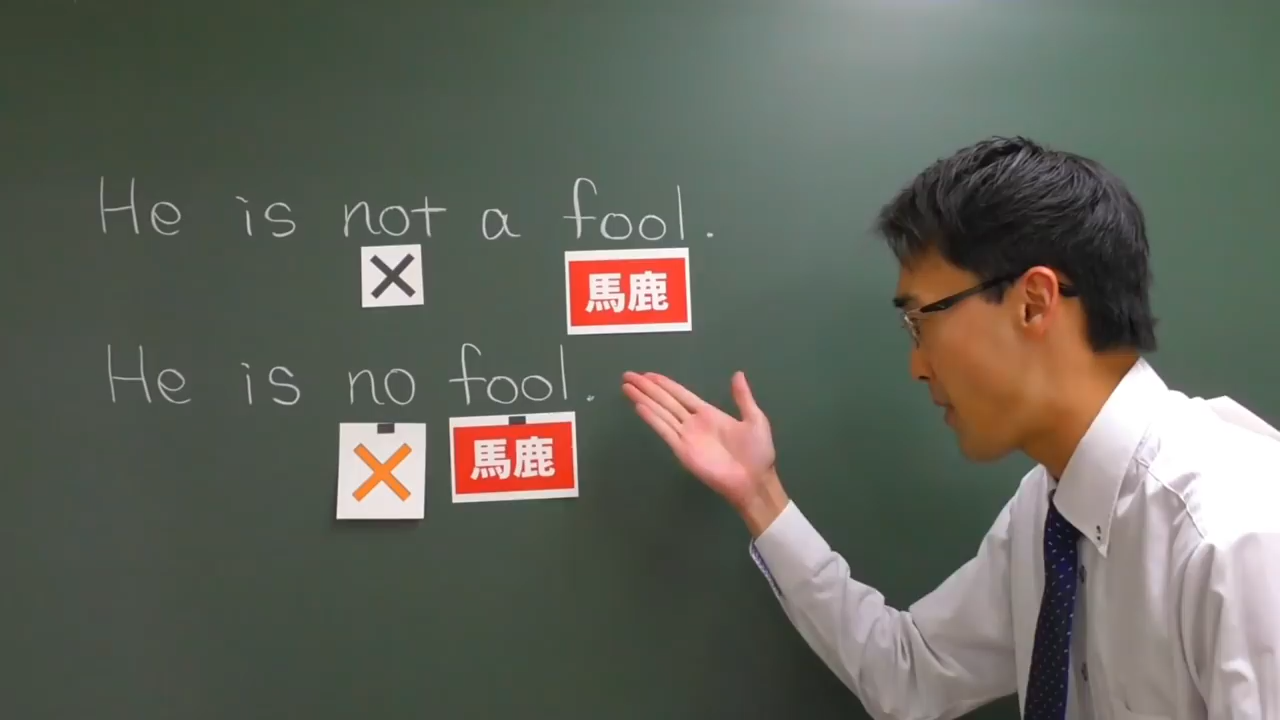 He is not a fool.
×
馬鹿
He is no fool.
×
馬鹿